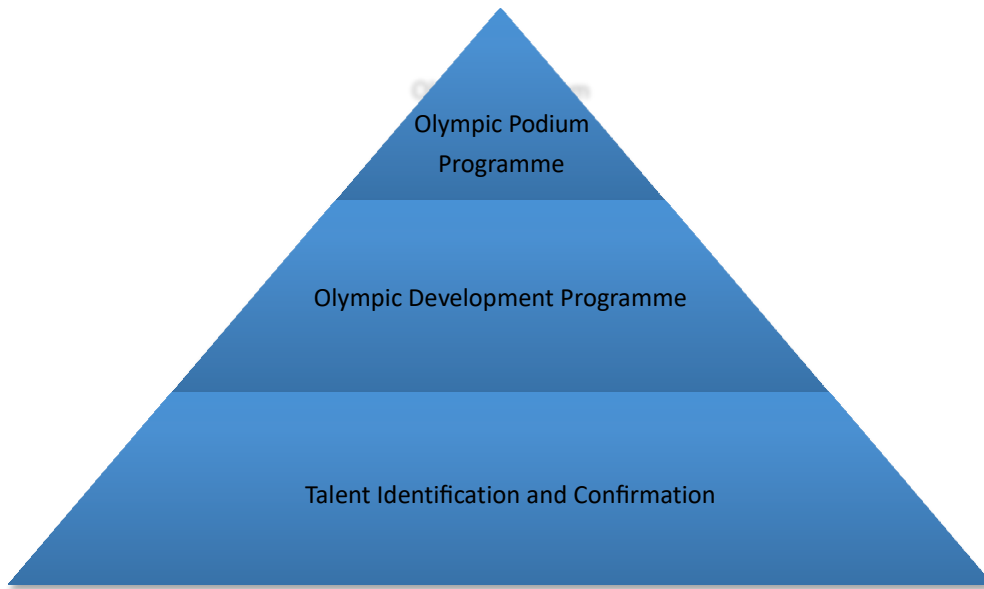 Olympic Podium
Programme
Olympic Development Programme
Talent Identification and Confirmation